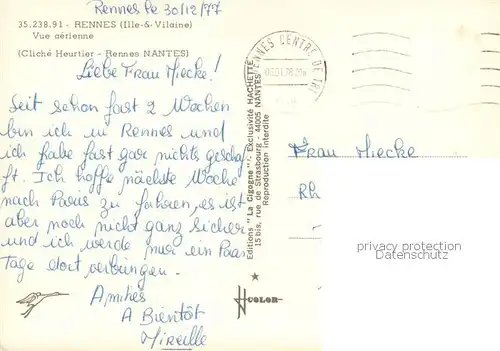 Rennes le 30/12/77
35.238.91 - RENNES (Ille-&-Vilaine)
Vue aérienne
(Cliché Heurtier - Rennes NANTES)
Liebe Frau Miecke!
Seit schon fast 2 Wochen
bin ich in Rennes und
ich habe fast gar nichts geschaf-
ft. Ich hoffe nächste Woche
nach Paris zu fahren, es ist
aber noch nicht ganz sicher
und ich werde nur ein Paar
Tage dort verbringen.
Amitiés
A Bientôt
Mireille
Editions "La Cigogne" - Exclusivité HACHETTE
15 bis, rue de Strasbourg - 44005 NANTES
Reproduction interdite
COLOR
RENNES CENTRE DE TRI
Frau Miecke
Rh
privacy protection
Datenschutz